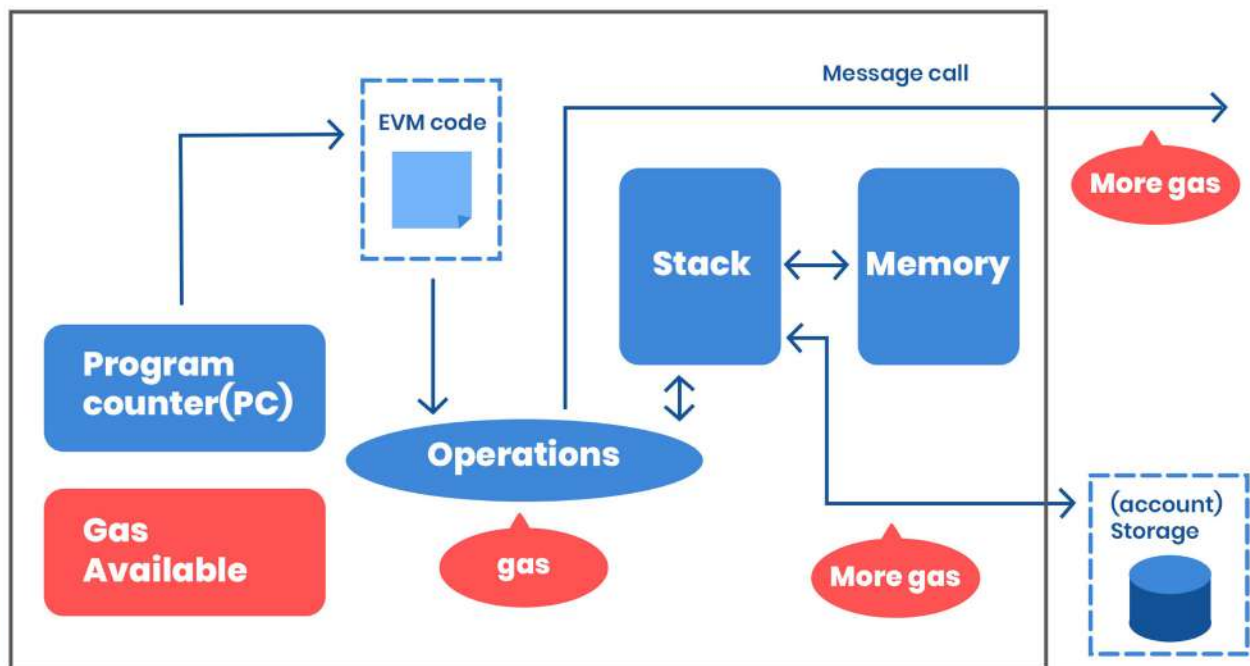 Message call
EVM code
More gas
Stack
Memory
Program
counter(PC)
Operations
Gas
Available
gas
More gas
(account)
Storage